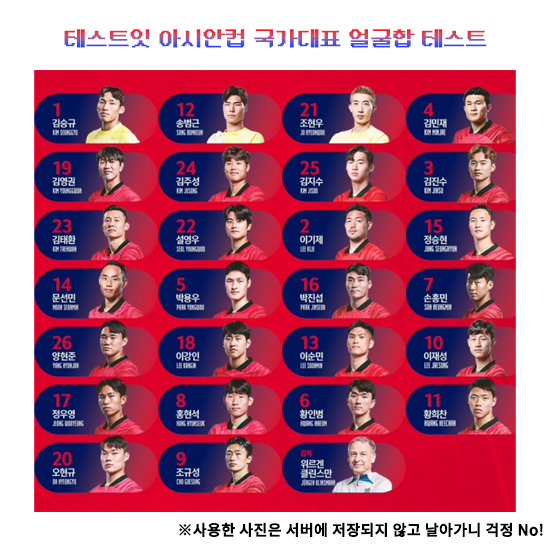 테스트잇 아시안컵 국가대표 얼굴합 테스트
1
김승규
KIM SEUNGGYU
12
송범근
SONG BUMKEUN
21
조현우
JO HYEONWOO
4
김민재
KIM MINJAE
19
김영권
KIM YOUNGGWON
24
김주성
KIM JUSUNG
25
김지수
KIM JISOO
3
김진수
KIM JINSU
23
김태환
KIM TAEHWAN
22
설영우
SEOL YOUNGWOO
2
이기제
LEE KIJE
15
정승현
JUNG SEUNGHYUN
14
문선민
MOON SEONMIN
5
박용우
PARK YONGWOO
16
박진섭
PARK JINSEOB
7
손흥민
SON HEUNGMIN
26
양현준
YANG HYUNJUN
18
이강인
LEE KANGIN
13
이순민
LEE SOONMIN
10
이재성
LEE JAESUNG
17
정우영
JEONG WOOYEONG
8
홍현석
HONG HYUNSEOK
6
황인범
HWANG INBEOM
11
황희찬
HWANG HEECHAN
20
오현규
OH HYEONGYU
9
조규성
CHO GUESUNG
감독
위르겐
클린스만
JÜRGEN KLINSMANN
※사용한 사진은 서버에 저장되지 않고 날아가니 걱정 No!